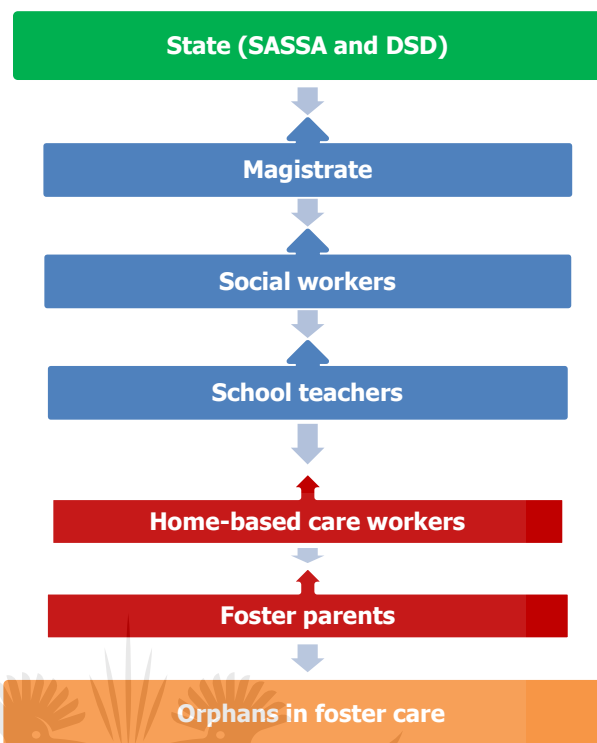 State (SASSA and DSD)
Magistrate
Social workers
School teachers
Home-based care workers
Foster parents
Orphans in foster care